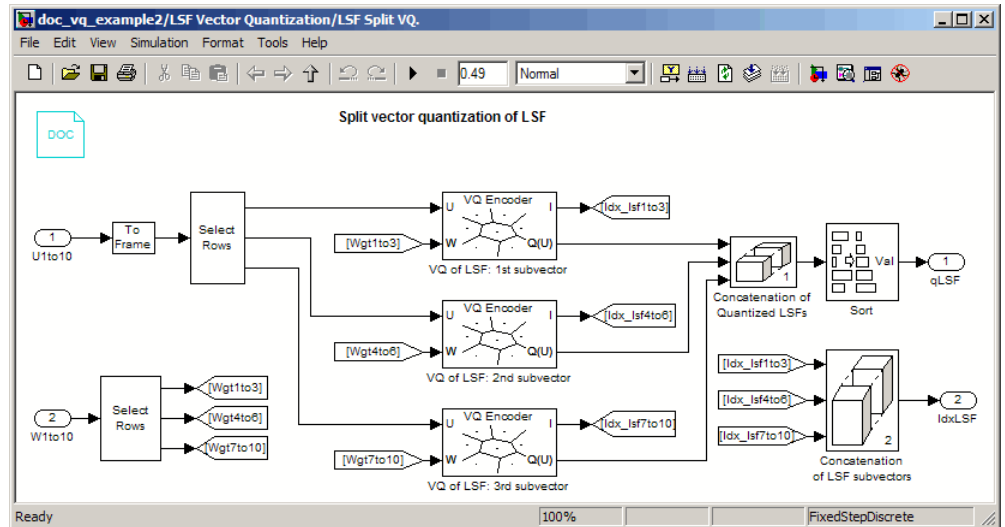 doc_vq_example2/LSF Vector Quantization/LSF Split VQ.
File Edit View Simulation Format Tools Help
0.49 Normal
Split vector quantization of LSF
DOC
1
U1to10
To
Frame
Select
Rows
VQ Encoder
U I
W Q(U)
[Wgt1to3]
[Idx_lsf1to3]
VQ of LSF: 1st subvector
VQ Encoder
U I
W Q(U)
[Wgt4to6]
[Idx_lsf4to6]
VQ of LSF: 2nd subvector
VQ Encoder
U I
W Q(U)
[Wgt7to10]
[Idx_lsf7to10]
VQ of LSF: 3rd subvector
1
Concatenation of
Quantized LSFs
Val
Sort
1
qLSF
2
W1to10
Select
Rows
[Wgt1to3]
[Wgt4to6]
[Wgt7to10]
[Idx_lsf1to3]
[Idx_lsf4to6]
[Idx_lsf7to10]
2
Concatenation
of LSF subvectors
2
IdxLSF
Ready 100% FixedStepDiscrete